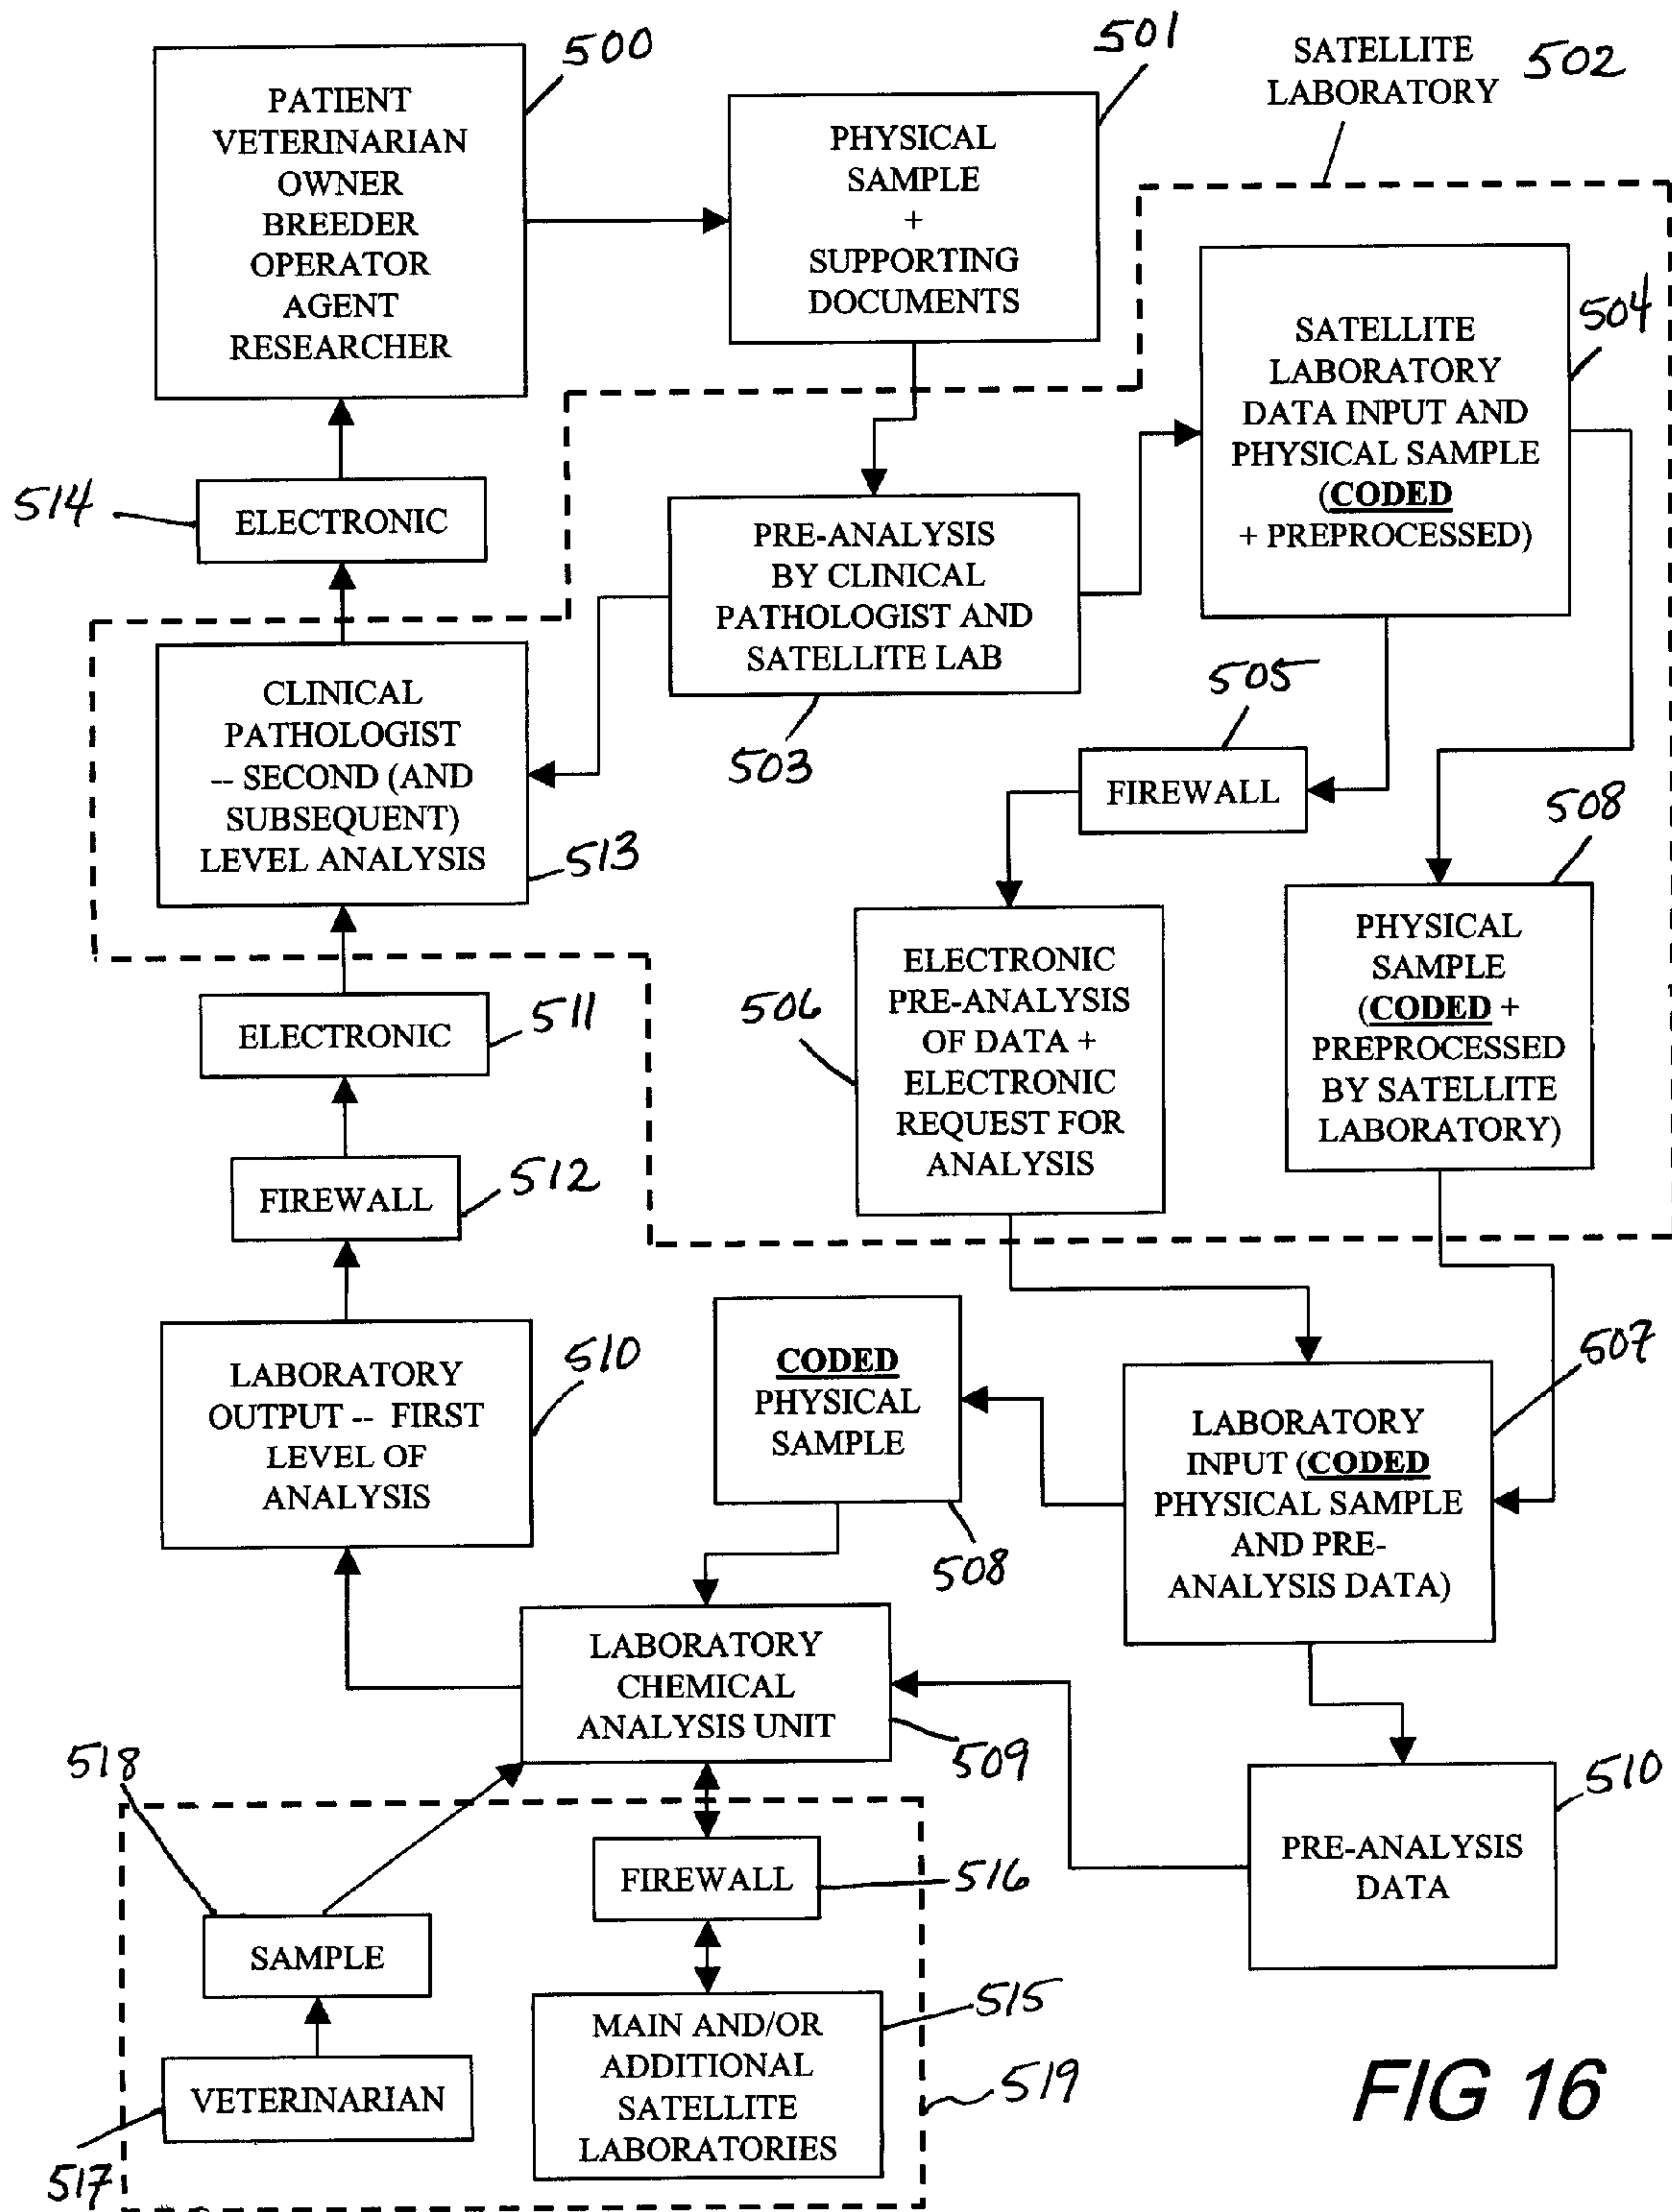 500
PATIENT
VETERINARIAN
OWNER
BREEDER
OPERATOR
AGENT
RESEARCHER
501
PHYSICAL
SAMPLE
+
SUPPORTING
DOCUMENTS
SATELLITE
LABORATORY
502
504
SATELLITE
LABORATORY
DATA INPUT AND
PHYSICAL SAMPLE
(CODED
+ PREPROCESSED)
514
ELECTRONIC
PRE-ANALYSIS
BY CLINICAL
PATHOLOGIST AND
SATELLITE LAB
503
505
FIREWALL
CLINICAL
PATHOLOGIST
-- SECOND (AND
SUBSEQUENT)
LEVEL ANALYSIS
513
508
PHYSICAL
SAMPLE
(CODED +
PREPROCESSED
BY SATELLITE
LABORATORY)
506
ELECTRONIC
PRE-ANALYSIS
OF DATA +
ELECTRONIC
REQUEST FOR
ANALYSIS
ELECTRONIC
511
FIREWALL
512
LABORATORY
OUTPUT -- FIRST
LEVEL OF
ANALYSIS
510
CODED
PHYSICAL
SAMPLE
508
507
LABORATORY
INPUT (CODED
PHYSICAL SAMPLE
AND PRE-
ANALYSIS DATA)
LABORATORY
CHEMICAL
ANALYSIS UNIT
509
510
PRE-ANALYSIS
DATA
518
SAMPLE
FIREWALL
516
VETERINARIAN
517
MAIN AND/OR
ADDITIONAL
SATELLITE
LABORATORIES
515
519
FIG 16